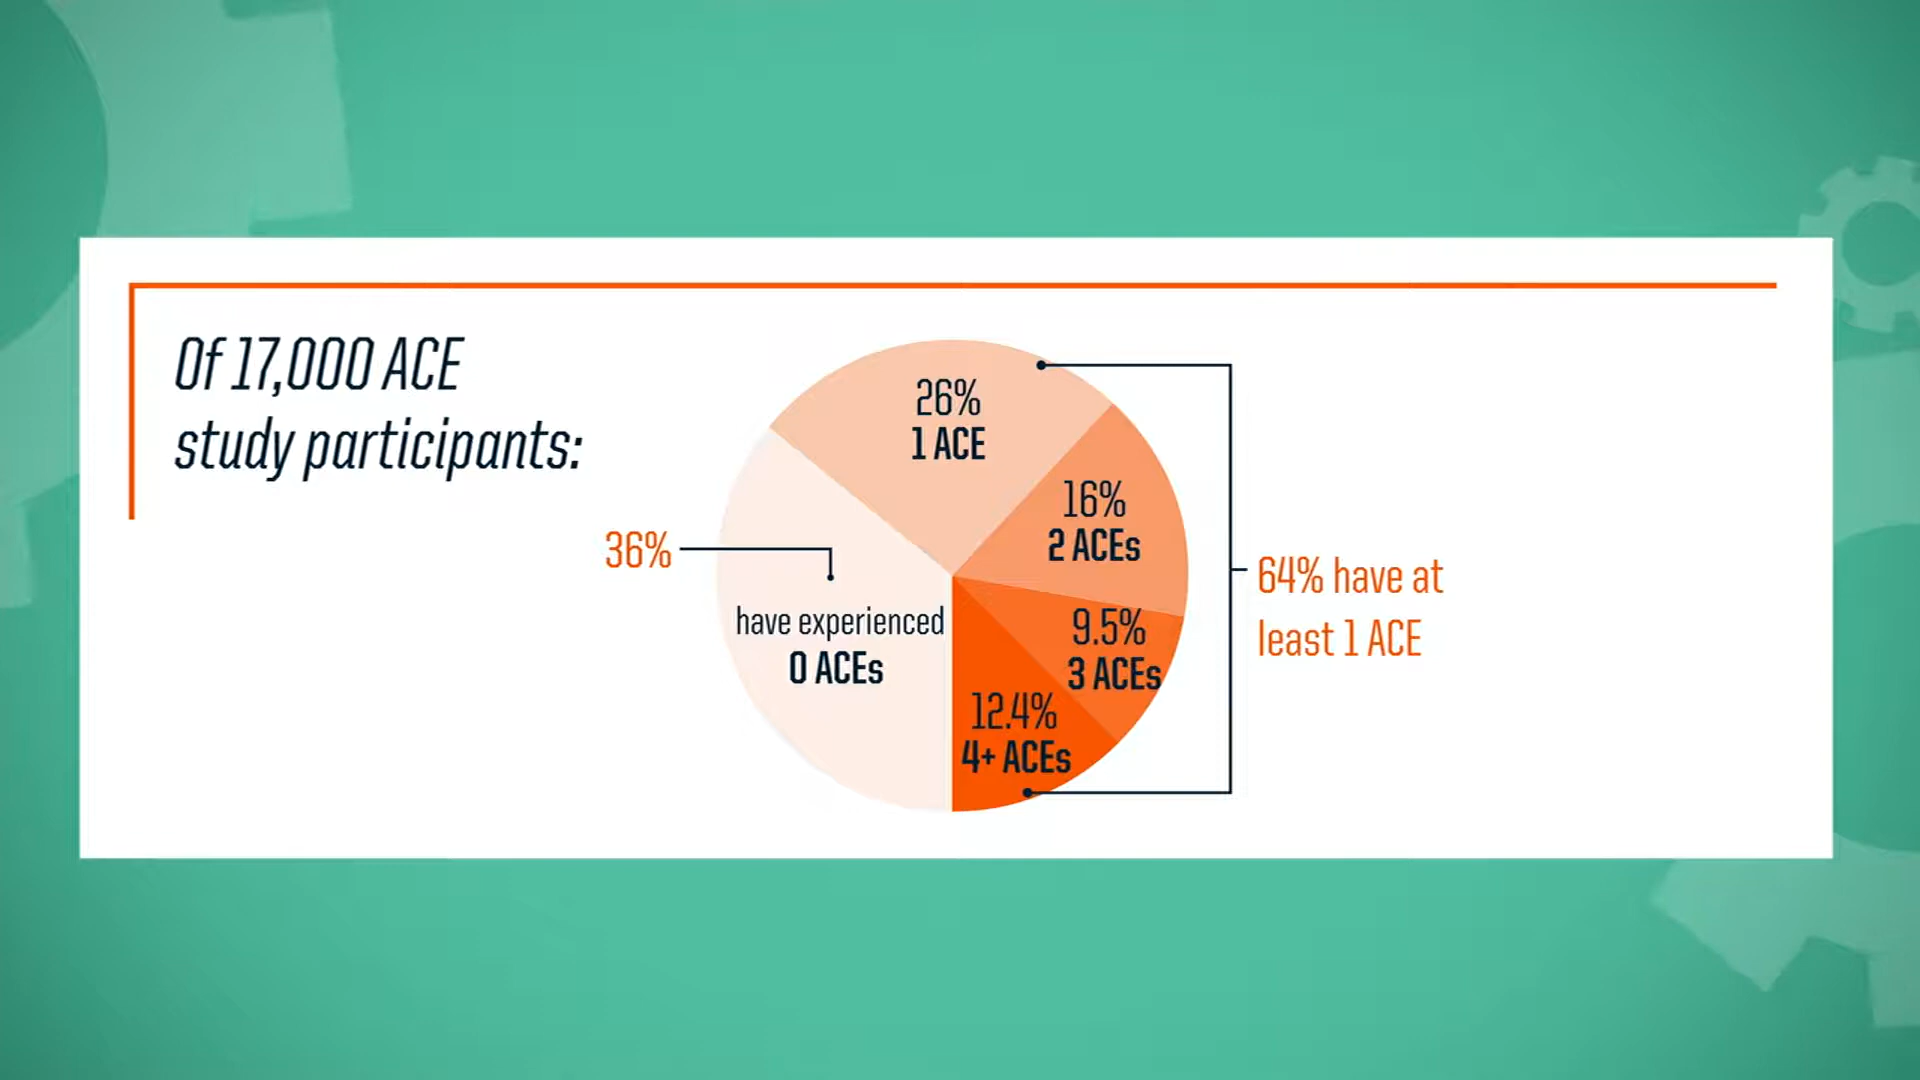 Of 17,000 ACE
study participants:
26%
1 ACE
16%
2 ACEs
36%
9.5%
3 ACEs
have experienced
0 ACEs
12.4%
4+ ACEs
64% have at
least 1 ACE